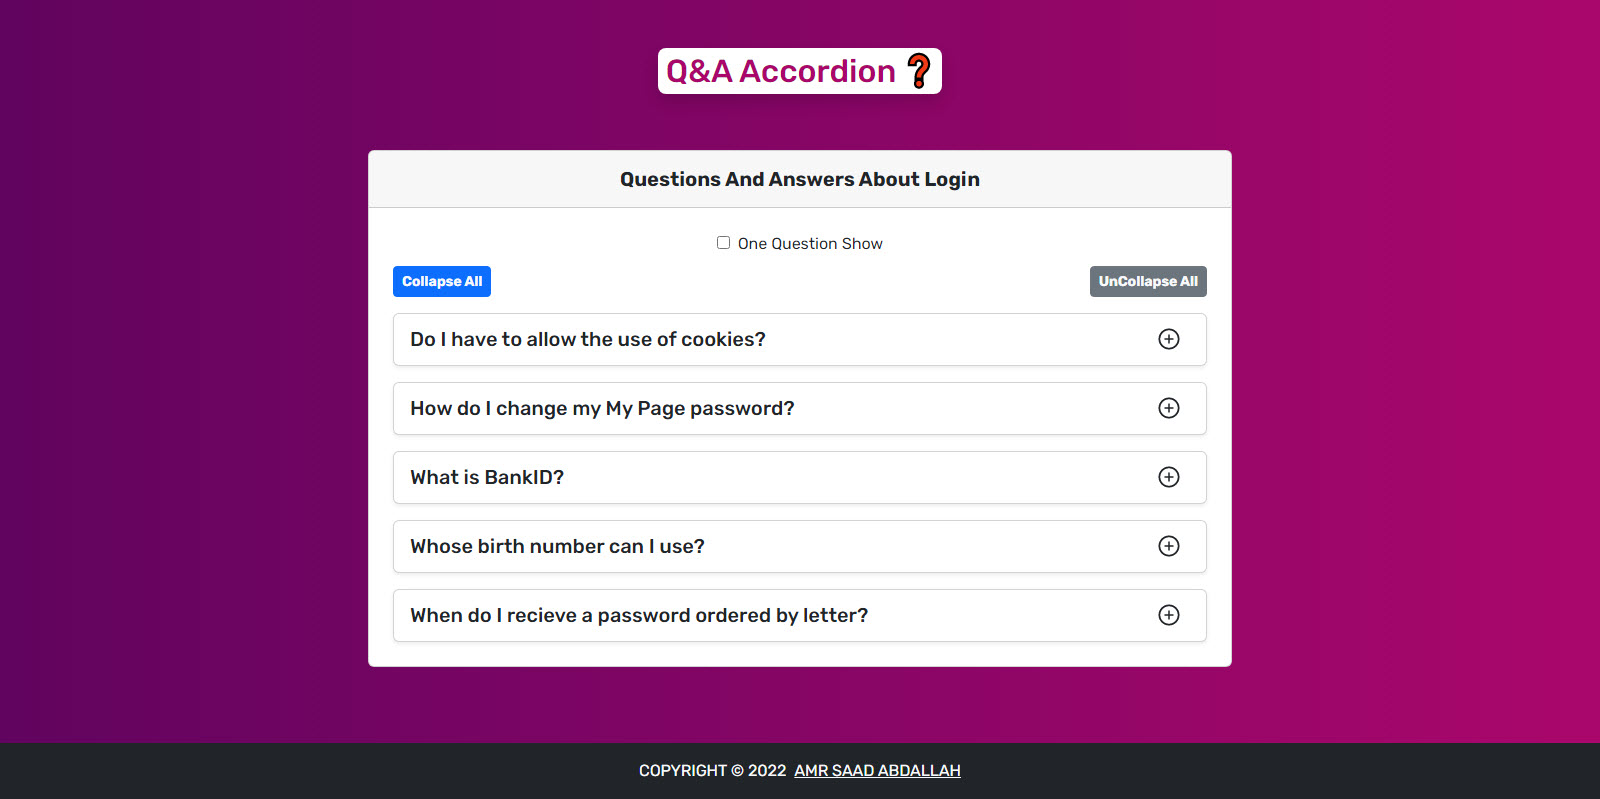 Q&A Accordion ❓
Questions And Answers About Login
One Question Show
Collapse All
UnCollapse All
Do I have to allow the use of cookies?
How do I change my My Page password?
What is BankID?
Whose birth number can I use?
When do I recieve a password ordered by letter?
COPYRIGHT © 2022 AMR SAAD ABDALLAH